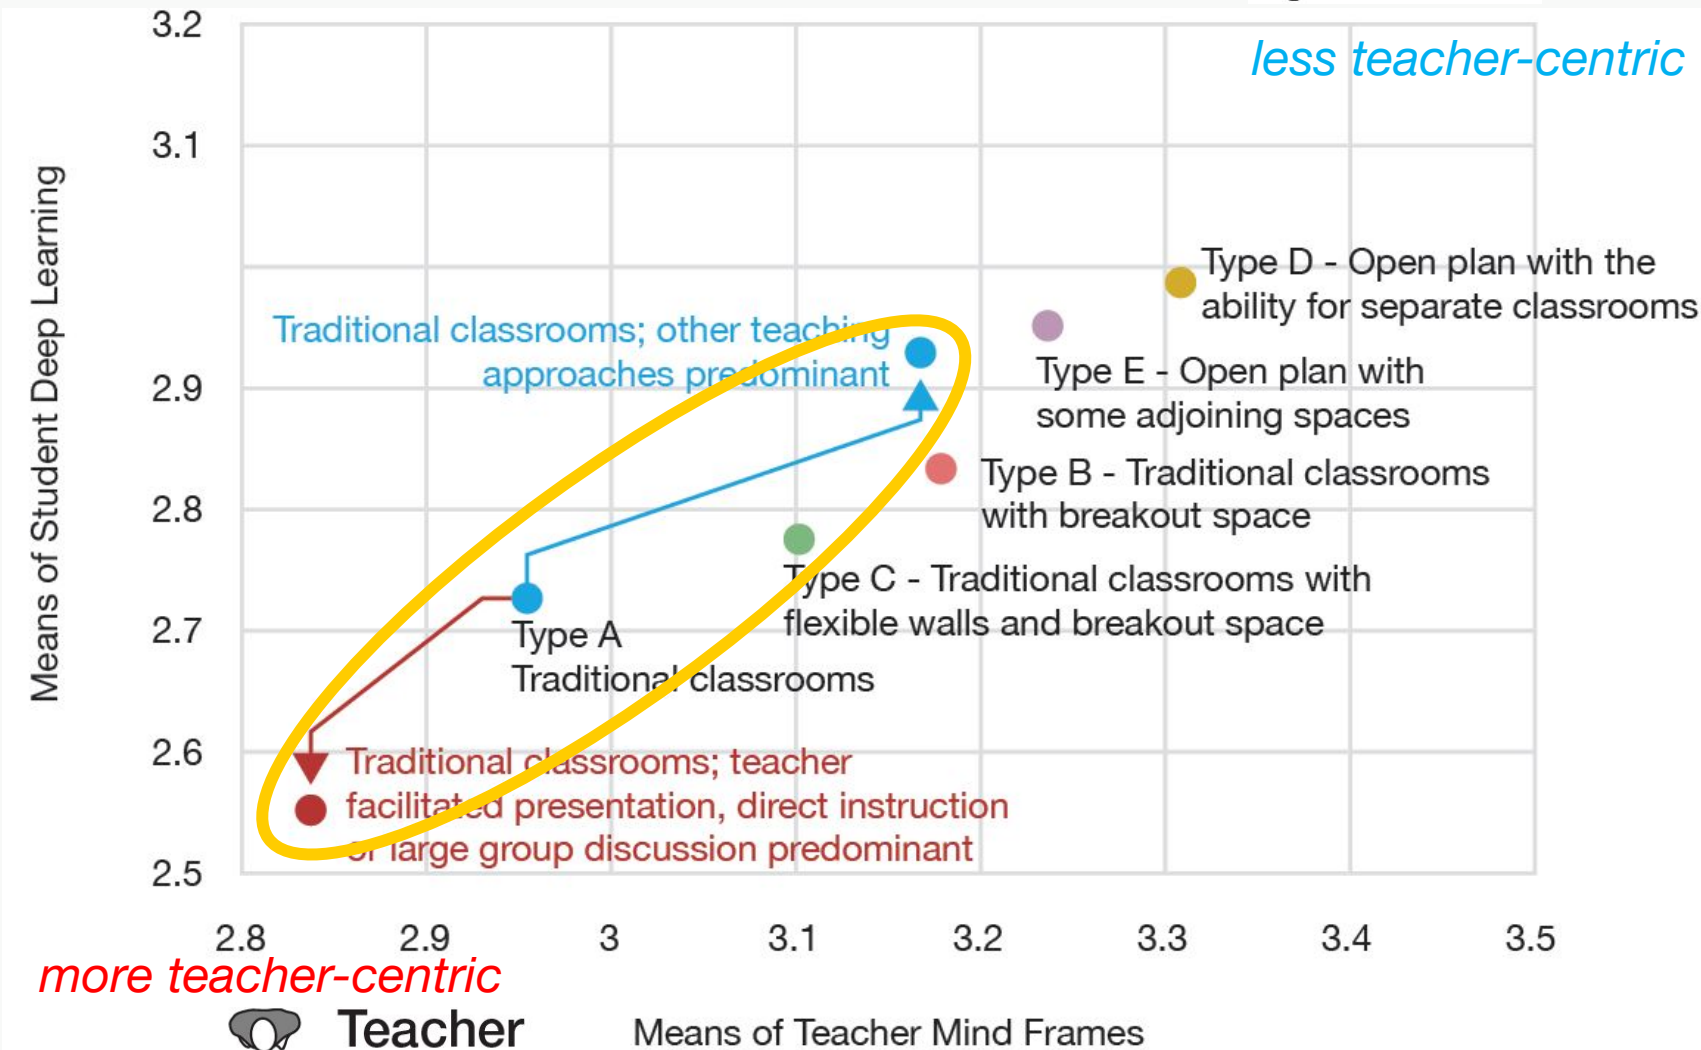 3.2
less teacher-centric
3.1
Means of Student Deep Learning
Type D - Open plan with the
ability for separate classrooms
Traditional classrooms; other teaching
approaches predominant
2.9
Type E - Open plan with
some adjoining spaces
Type B - Traditional classrooms
with breakout space
2.8
Type C - Traditional classrooms with
flexible walls and breakout space
2.7
Type A
Traditional classrooms
2.6
Traditional classrooms; teacher
facilitated presentation, direct instruction
or large group discussion predominant
2.5
2.8 2.9 3 3.1 3.2 3.3 3.4 3.5
more teacher-centric
Teacher
Means of Teacher Mind Frames